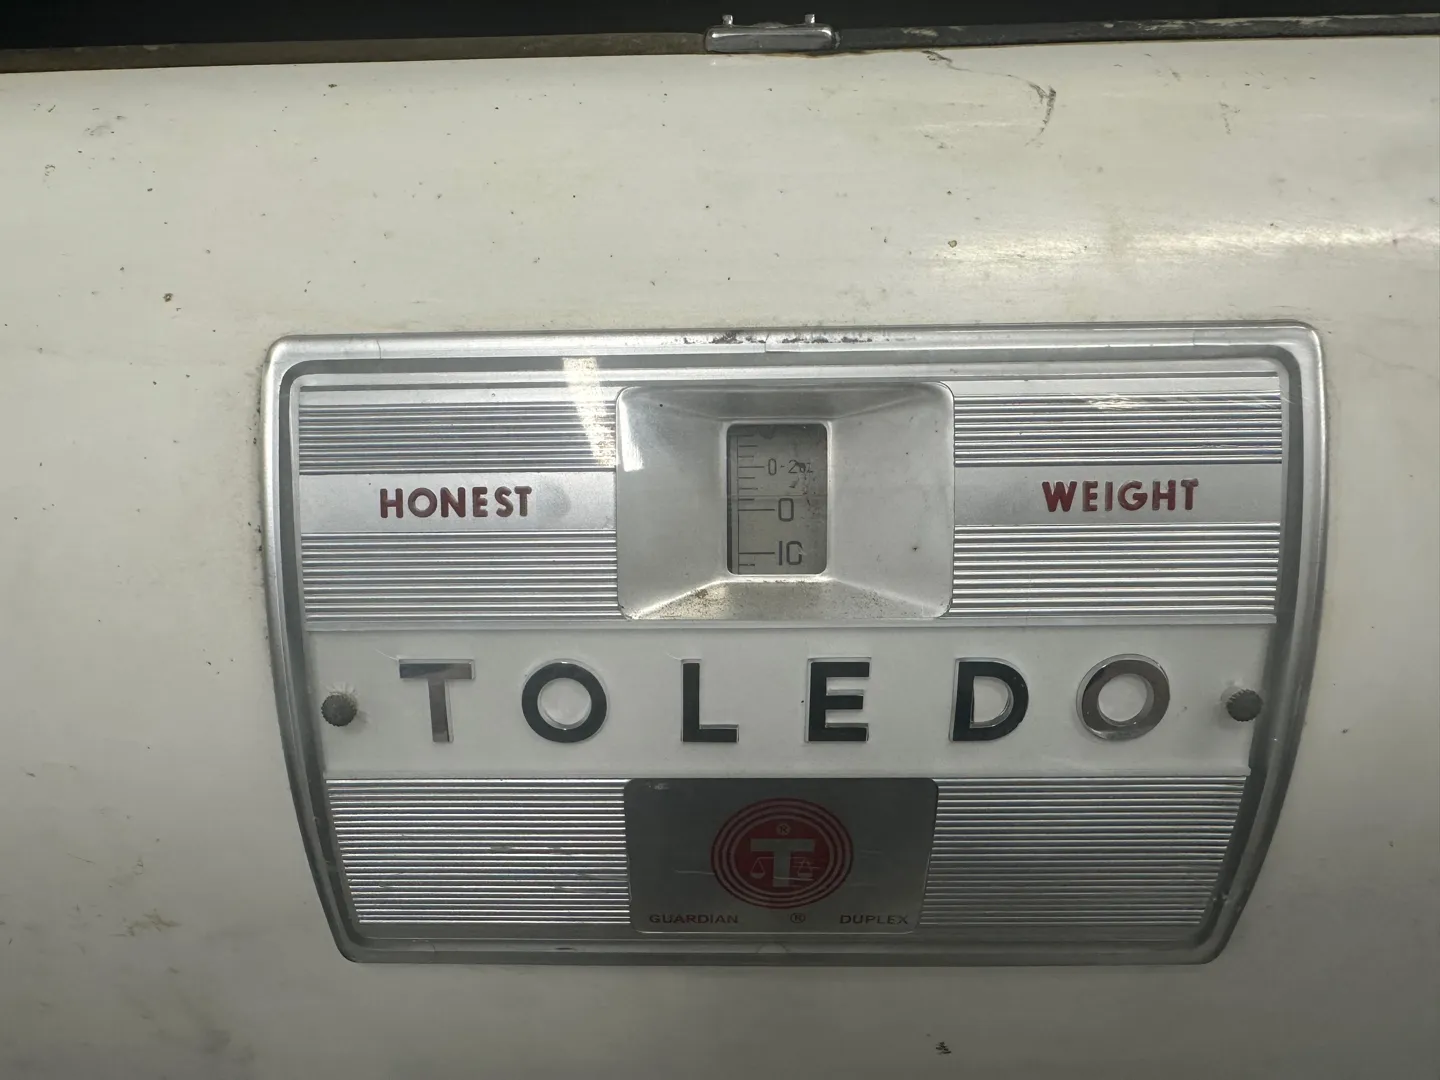 0-2oz
0
HONEST
WEIGHT
10
TOLEDO
T
GUARDIAN ® DUPLEX